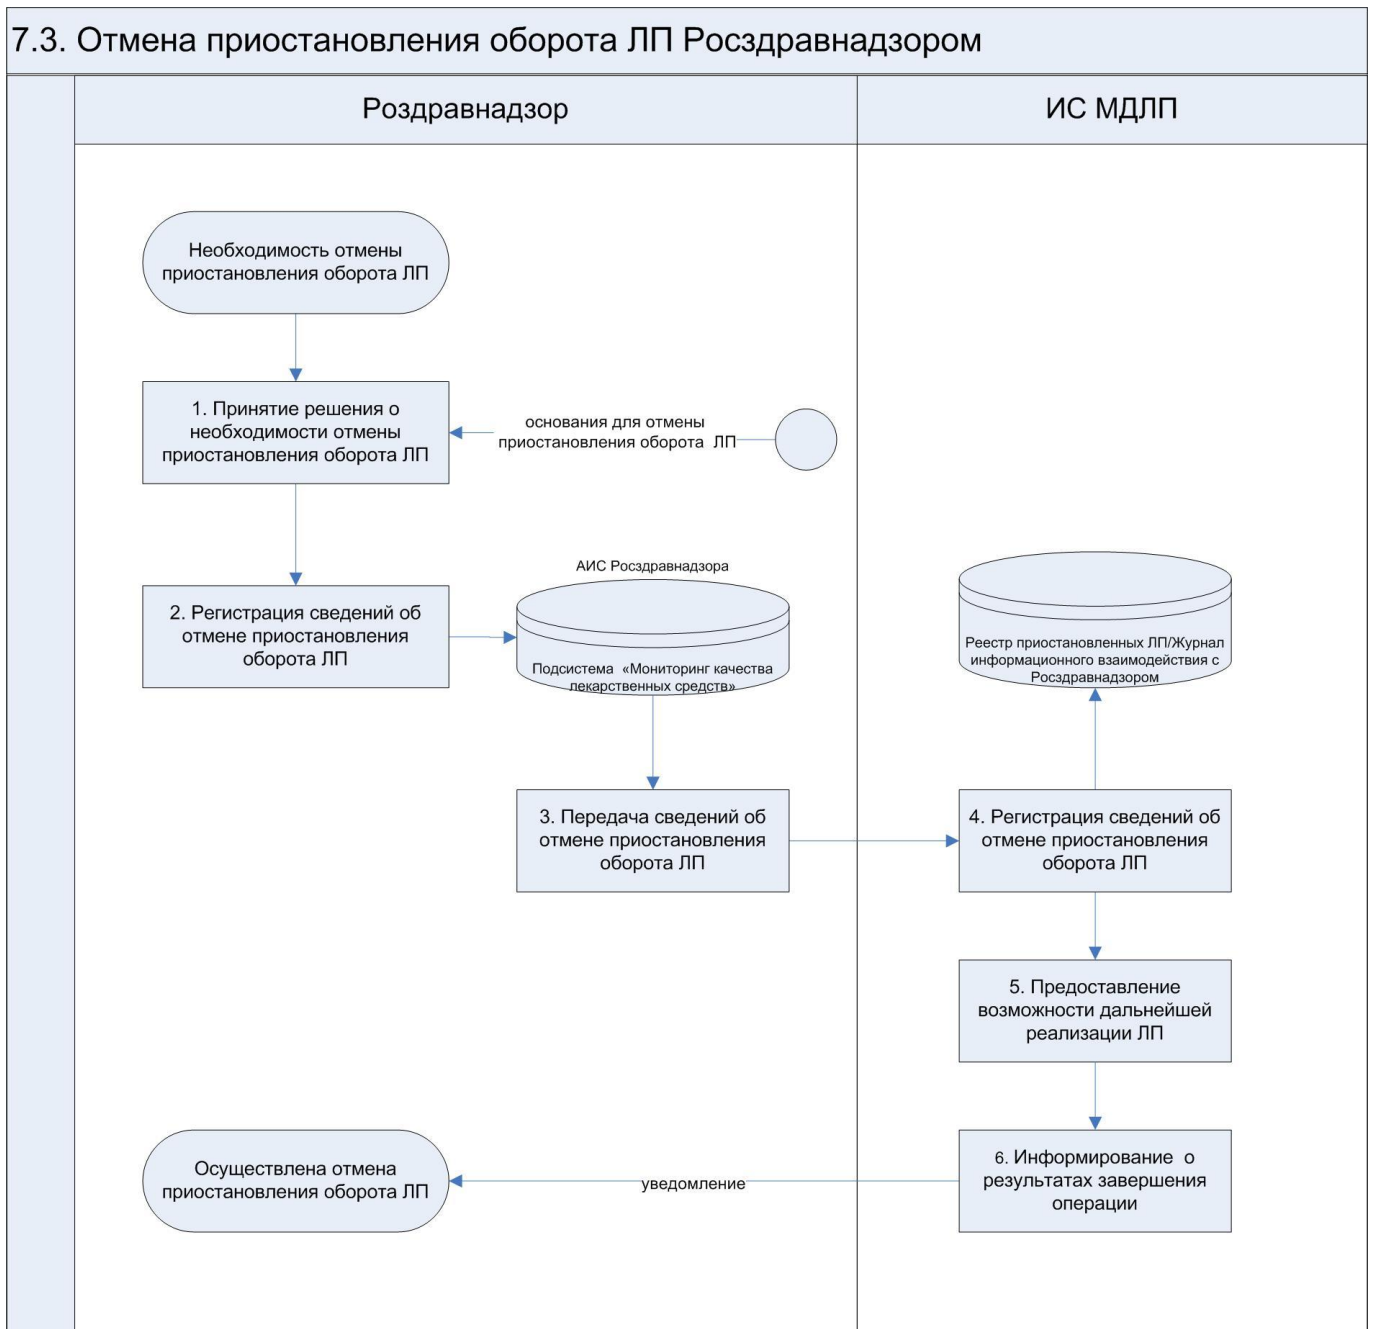 7.3. Отмена приостановления оборота ЛП Росздравнадзором
Роздравнадзор
ИС МДЛП
Необходимость отмены
приостановления оборота ЛП
1. Принятие решения о
необходимости отмены
приостановления оборота ЛП
основания для отмены
приостановления оборота ЛП
2. Регистрация сведений об
отмене приостановления
оборота ЛП
АИС Росздравнадзора
Подсистема «Мониторинг качества
лекарственных средств»
Реестр приостановленных ЛП/Журнал
информационного взаимодействия с
Росздравнадзором
3. Передача сведений об
отмене приостановления
оборота ЛП
4. Регистрация сведений об
отмене приостановления
оборота ЛП
5. Предоставление
возможности дальнейшей
реализации ЛП
6. Информирование о
результатах завершения
операции
уведомление
Осуществлена отмена
приостановления оборота ЛП